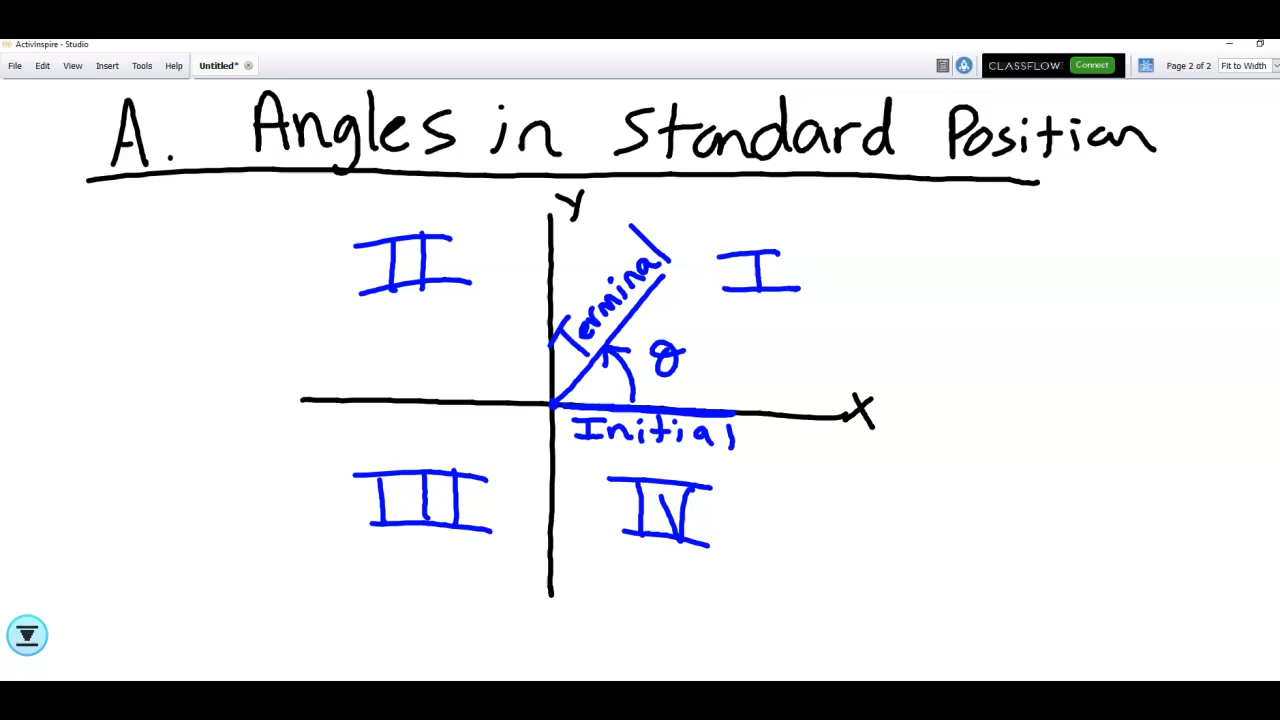 ActivInspire - Studio
File Edit View Insert Tools Help Untitled* CLASSFLOW Connect Page 2 of 2 Fit to Width
A. Angles in Standard Position
Y
II I
Terminal
θ
X
Initial
III IV